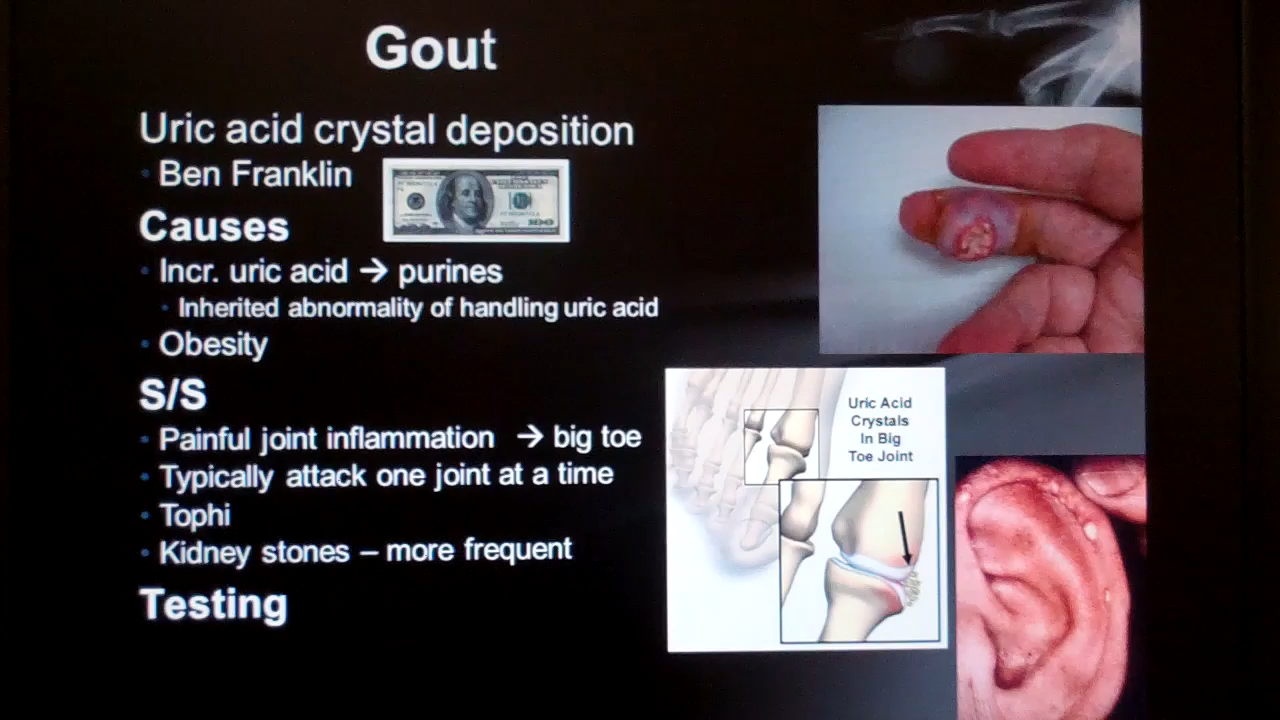 Gout
Uric acid crystal deposition
Ben Franklin
Causes
Incr. uric acid → purines
Inherited abnormality of handling uric acid
Obesity
S/S
Painful joint inflammation → big toe
Typically attack one joint at a time
Tophi
Kidney stones – more frequent
Testing
Uric Acid
Crystals
In Big
Toe Joint
100